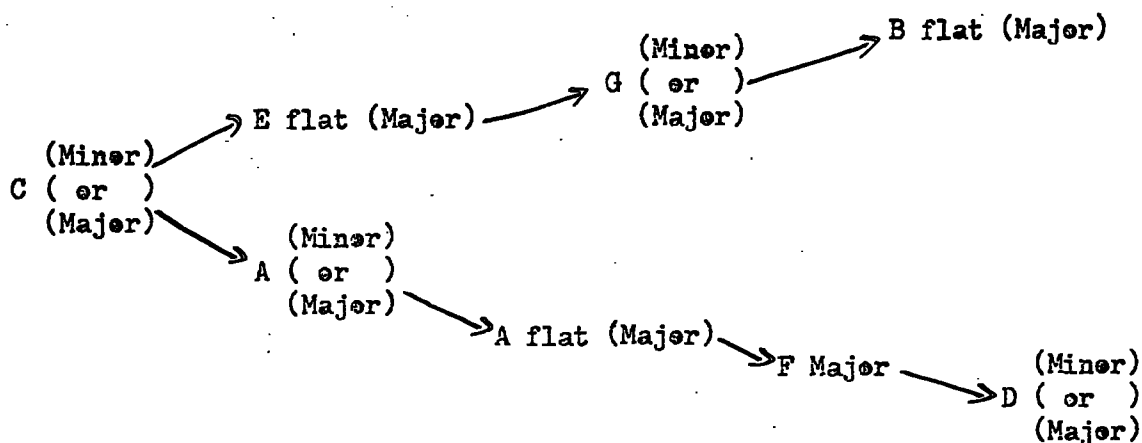 B flat (Major)
(Minor)
G ( or )
(Major)
E flat (Major)
(Minor)
C ( or )
(Major)
(Minor)
A ( or )
(Major)
A flat (Major)
F Major
(Minor)
D ( or )
(Major)